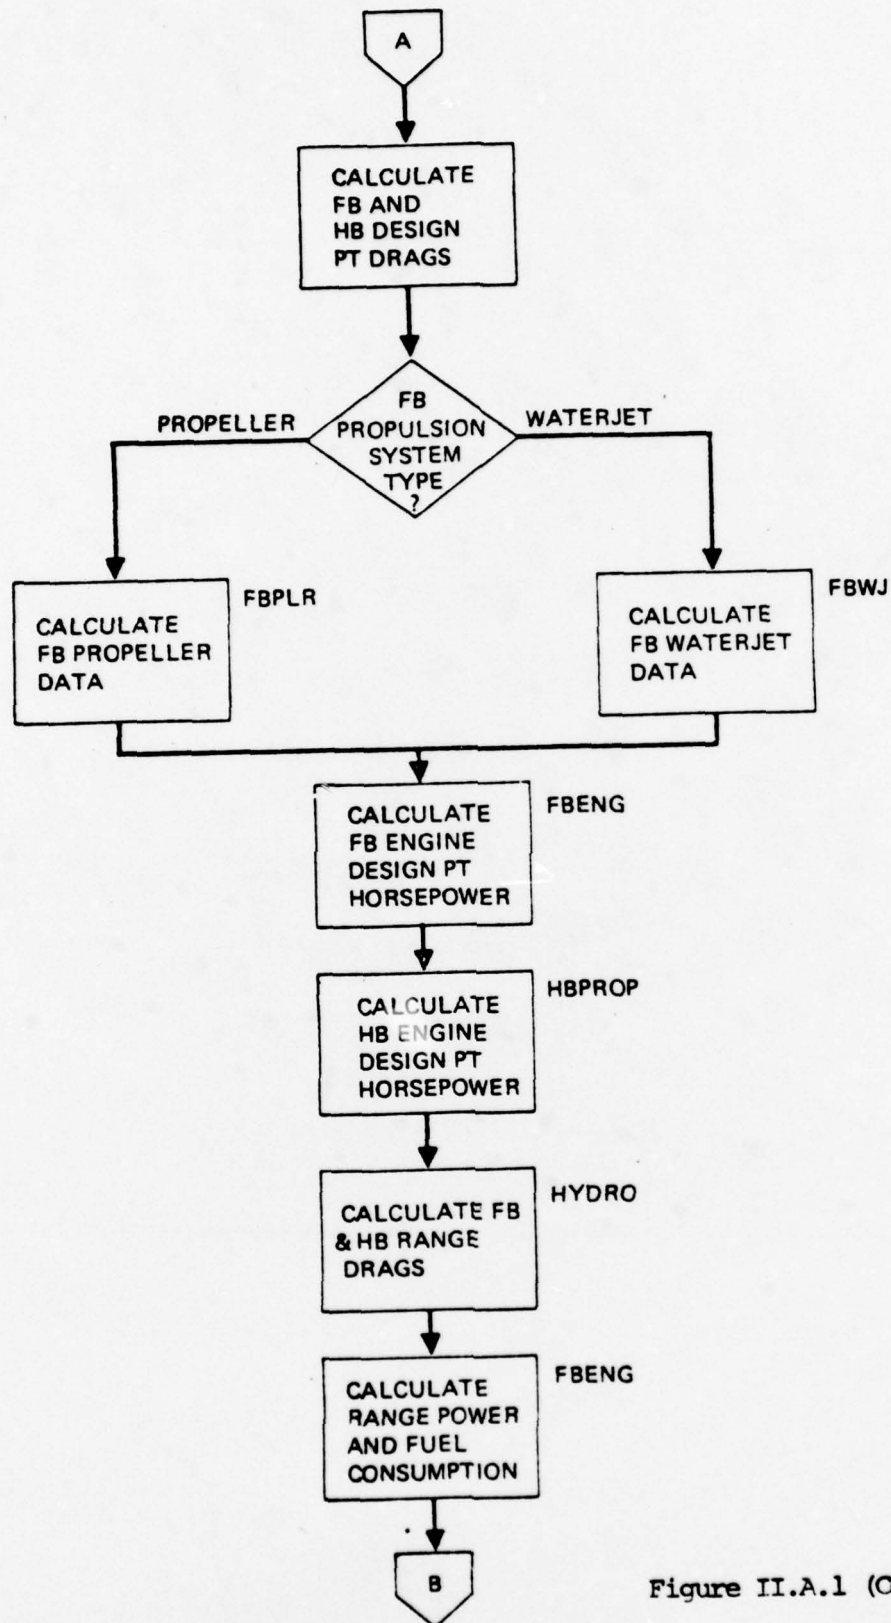 A
CALCULATE
FB AND
HB DESIGN
PT DRAGS
FB
PROPULSION
SYSTEM
TYPE
?
PROPELLER
WATERJET
CALCULATE
FB PROPELLER
DATA
FBPLR
CALCULATE
FB WATERJET
DATA
FBWJ
CALCULATE
FB ENGINE
DESIGN PT
HORSEPOWER
FBENG
CALCULATE
HB ENGINE
DESIGN PT
HORSEPOWER
HBPROP
CALCULATE FB
& HB RANGE
DRAGS
HYDRO
CALCULATE
RANGE POWER
AND FUEL
CONSUMPTION
FBENG
B
Figure II.A.1